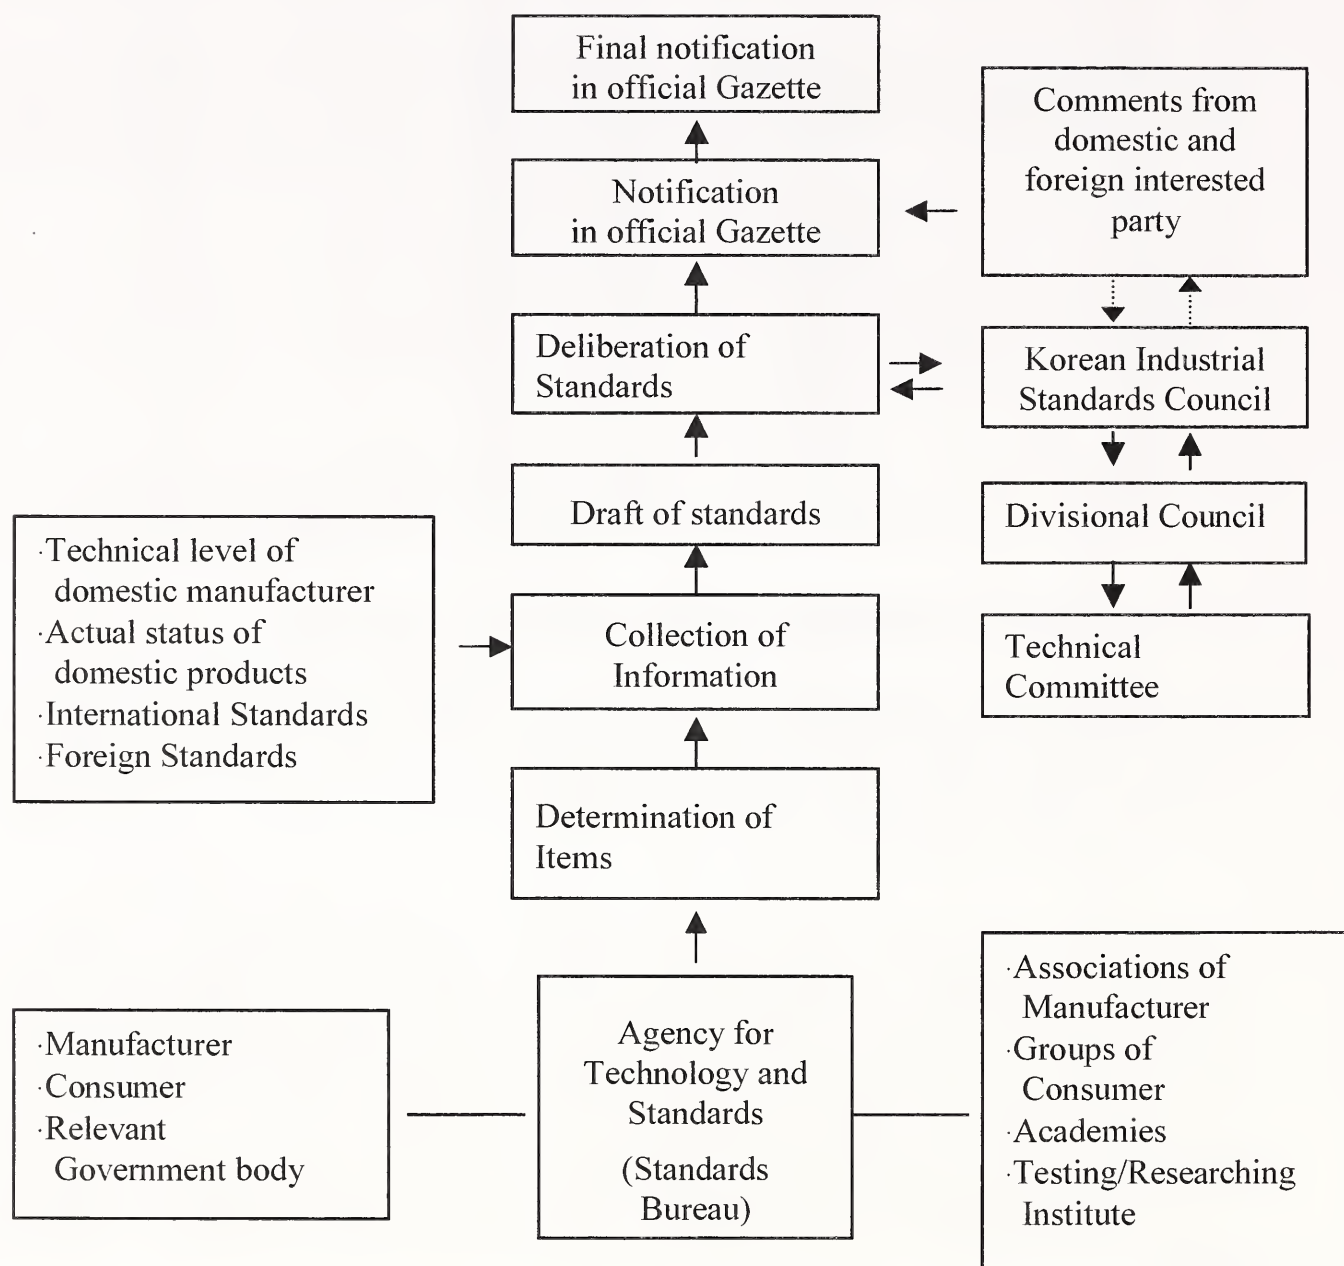 Final notification
in official Gazette
Comments from
domestic and
foreign interested
party
Notification
in official Gazette
Deliberation of
Standards
Korean Industrial
Standards Council
Draft of standards
Divisional Council
·Technical level of
domestic manufacturer
·Actual status of
domestic products
·International Standards
·Foreign Standards
Collection of
Information
Technical
Committee
Determination of
Items
·Manufacturer
·Consumer
·Relevant
Government body
Agency for
Technology and
Standards
(Standards
Bureau)
·Associations of
Manufacturer
·Groups of
Consumer
·Academies
·Testing/Researching
Institute